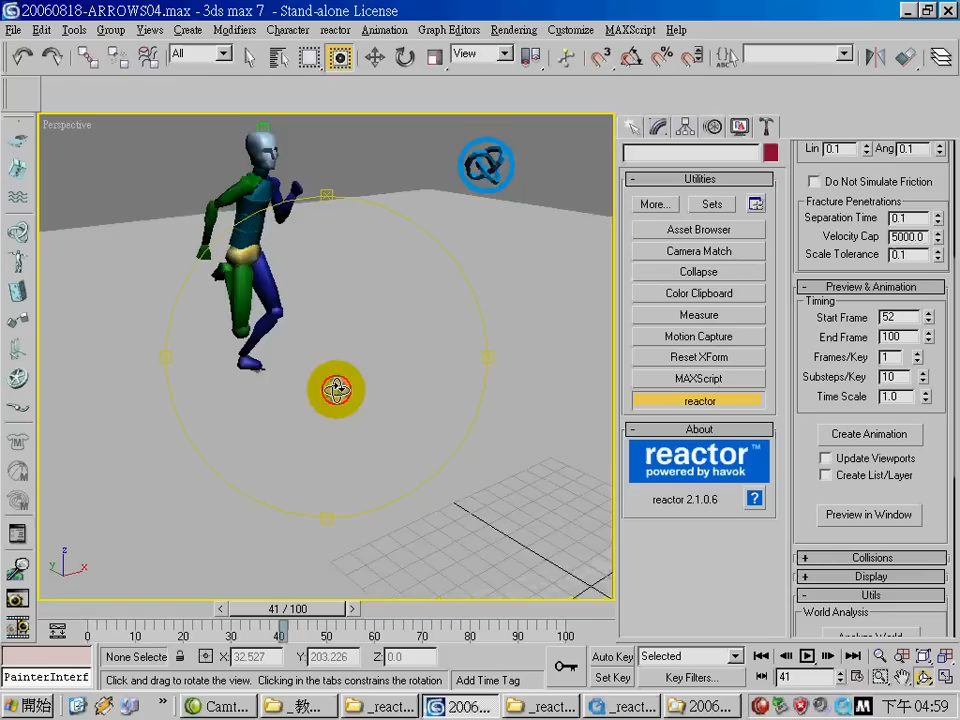 20060818-ARROWS04.max - 3ds max 7 - Stand-alone License
File Edit Tools Group Views Create Modifiers Character reactor Animation Graph Editors Rendering Customize MAXScript Help
All View
Perspective
Utilities
More... Sets
Asset Browser
Camera Match
Collapse
Color Clipboard
Measure
Motion Capture
Reset XForm
MAXScript
reactor
About
reactor™
powered by havok
reactor 2.1.0.6 ?
Lin 0.1 Ang 0.1
Do Not Simulate Friction
Fracture Penetrations
Separation Time 0.1
Velocity Cap 5000.0
Scale Tolerance 0.1
Preview & Animation
Timing
Start Frame 52
End Frame 100
Frames/Key 1
Substeps/Key 10
Time Scale 1.0
Create Animation
Update Viewports
Create List/Layer
Preview in Window
Collisions
Display
Utils
World Analysis
z
y x
< 41 / 100 >
0 10 20 30 40 50 60 70 80 90 100
None Selecte X: 32.527 Y: 203.226 Z: 0.0 Auto Key Selected
PainterInterf Click and drag to rotate the view. Clicking in the tabs constrains the rotation Add Time Tag Set Key Key Filters... 41
開始 » Camt... _教... _reac... 2006... _reac... _reac... 2006... 下午 04:59